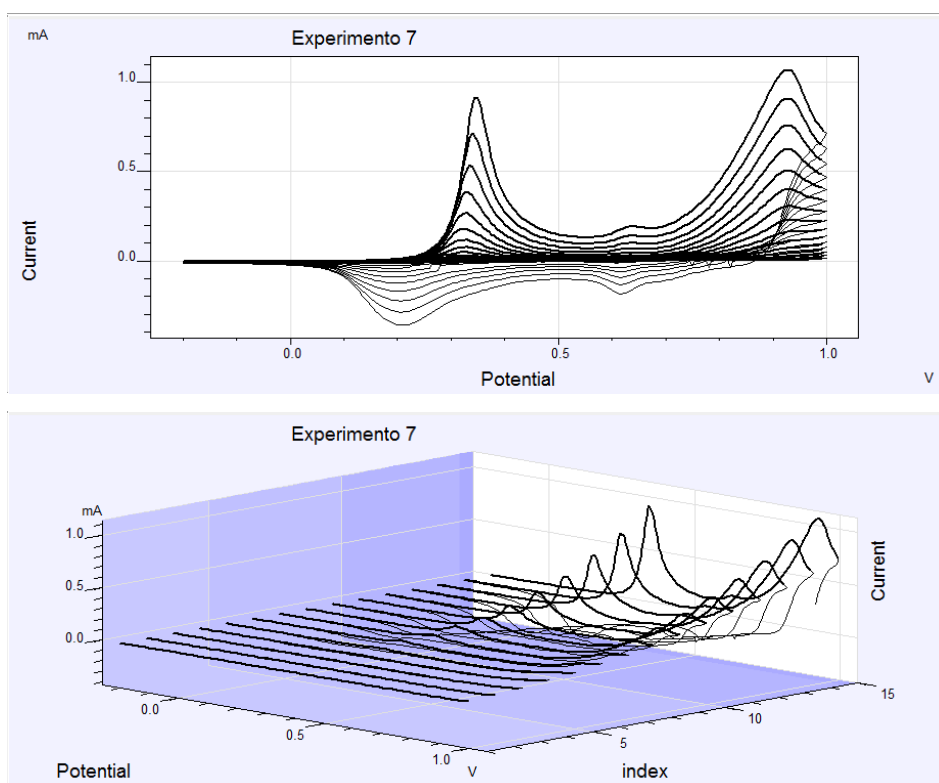 mA
Experimento 7
1.0
0.5
0.0
Current
0.0
0.5
1.0
Potential
V
Experimento 7
mA
1.0
0.5
0.0
Current
0.0
0.5
1.0
V
5
10
15
Potential
index